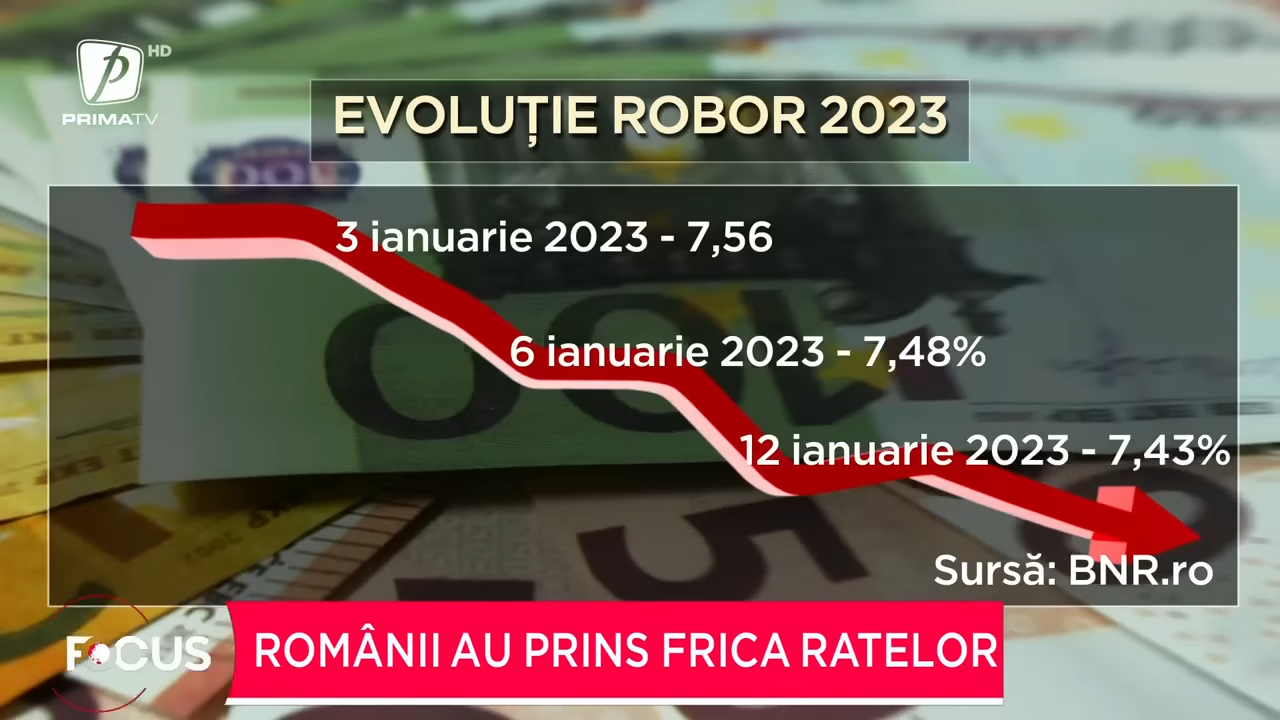 HD
PRIMATV
EVOLUȚIE ROBOR 2023
3 ianuarie 2023 - 7,56
6 ianuarie 2023 - 7,48%
12 ianuarie 2023 - 7,43%
Sursă: BNR.ro
FOCUS
ROMÂNII AU PRINS FRICA RATELOR